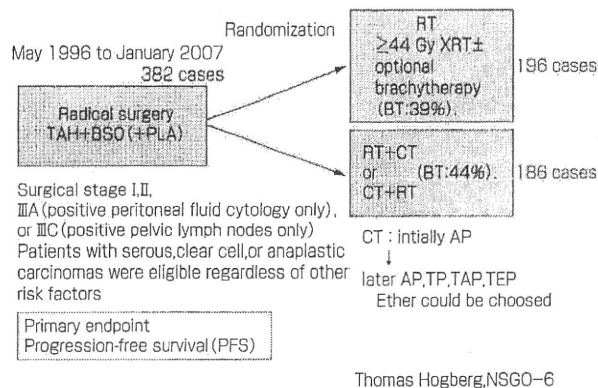 Randomization
May 1996 to January 2007
382 cases
Radical surgery
TAH+BSO(+PLA)
RT
≥44 Gy XRT±
optional
brachytherapy
(BT:39%).
196 cases
RT+CT
or (BT:44%).
CT+RT
186 cases
Surgical stage Ⅰ,Ⅱ,
ⅢA(positive peritoneal fluid cytology only),
or ⅢC(positive pelvic lymph nodes only)
Patients with serous,clear cell,or anaplastic
carcinomas were eligible regardless of other
risk factors
CT : intially AP
↓
later AP,TP,TAP,TEP
Ether could be choosed
Primary endpoint
Progression-free survival(PFS)
Thomas Hogberg,NSGO-6